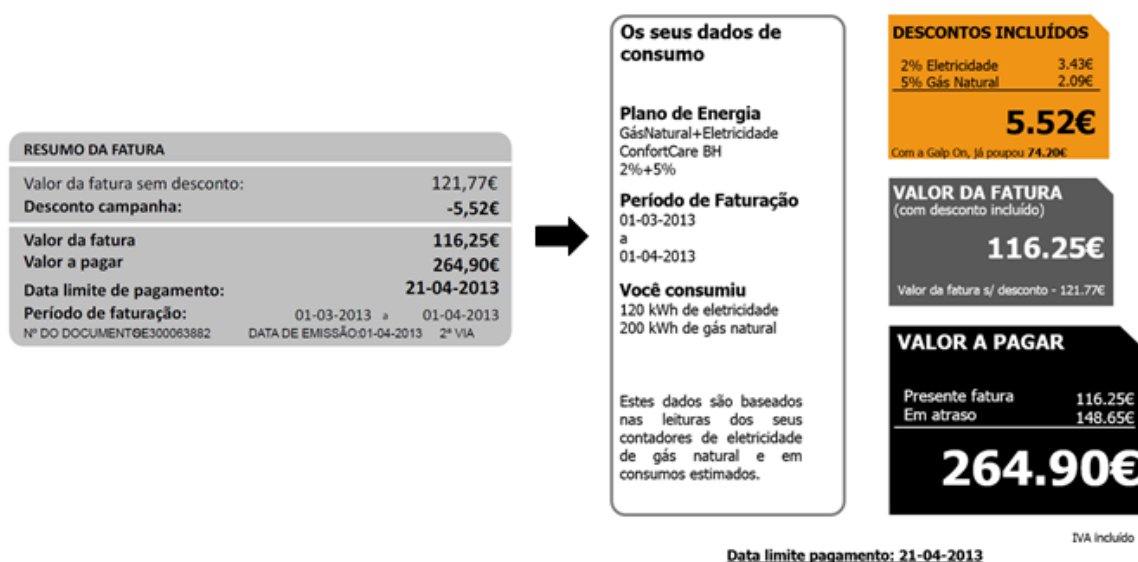 RESUMO DA FATURA
Valor da fatura sem desconto: 121,77€
Desconto campanha: -5,52€
Valor da fatura 116,25€
Valor a pagar 264,90€
Data limite de pagamento: 21-04-2013
Período de faturação: 01-03-2013 a 01-04-2013
Nº DO DOCUMENTOGE300063882 DATA DE EMISSÃO:01-04-2013 2ª VIA
Os seus dados de
consumo
Plano de Energia
GásNatural+Eletricidade
ConfortCare BH
2%+5%
Período de Faturação
01-03-2013
a
01-04-2013
Você consumiu
120 kWh de eletricidade
200 kWh de gás natural
Estes dados são baseados
nas leituras dos seus
contadores de eletricidade
de gás natural e em
consumos estimados.
DESCONTOS INCLUÍDOS
2% Eletricidade 3.43€
5% Gás Natural 2.09€
5.52€
Com a Galp On, já poupou 74.20€
VALOR DA FATURA
(com desconto incluído)
116.25€
Valor da fatura s/ desconto - 121.77€
VALOR A PAGAR
Presente fatura 116.25€
Em atraso 148.65€
264.90€
IVA incluído
Data limite pagamento: 21-04-2013